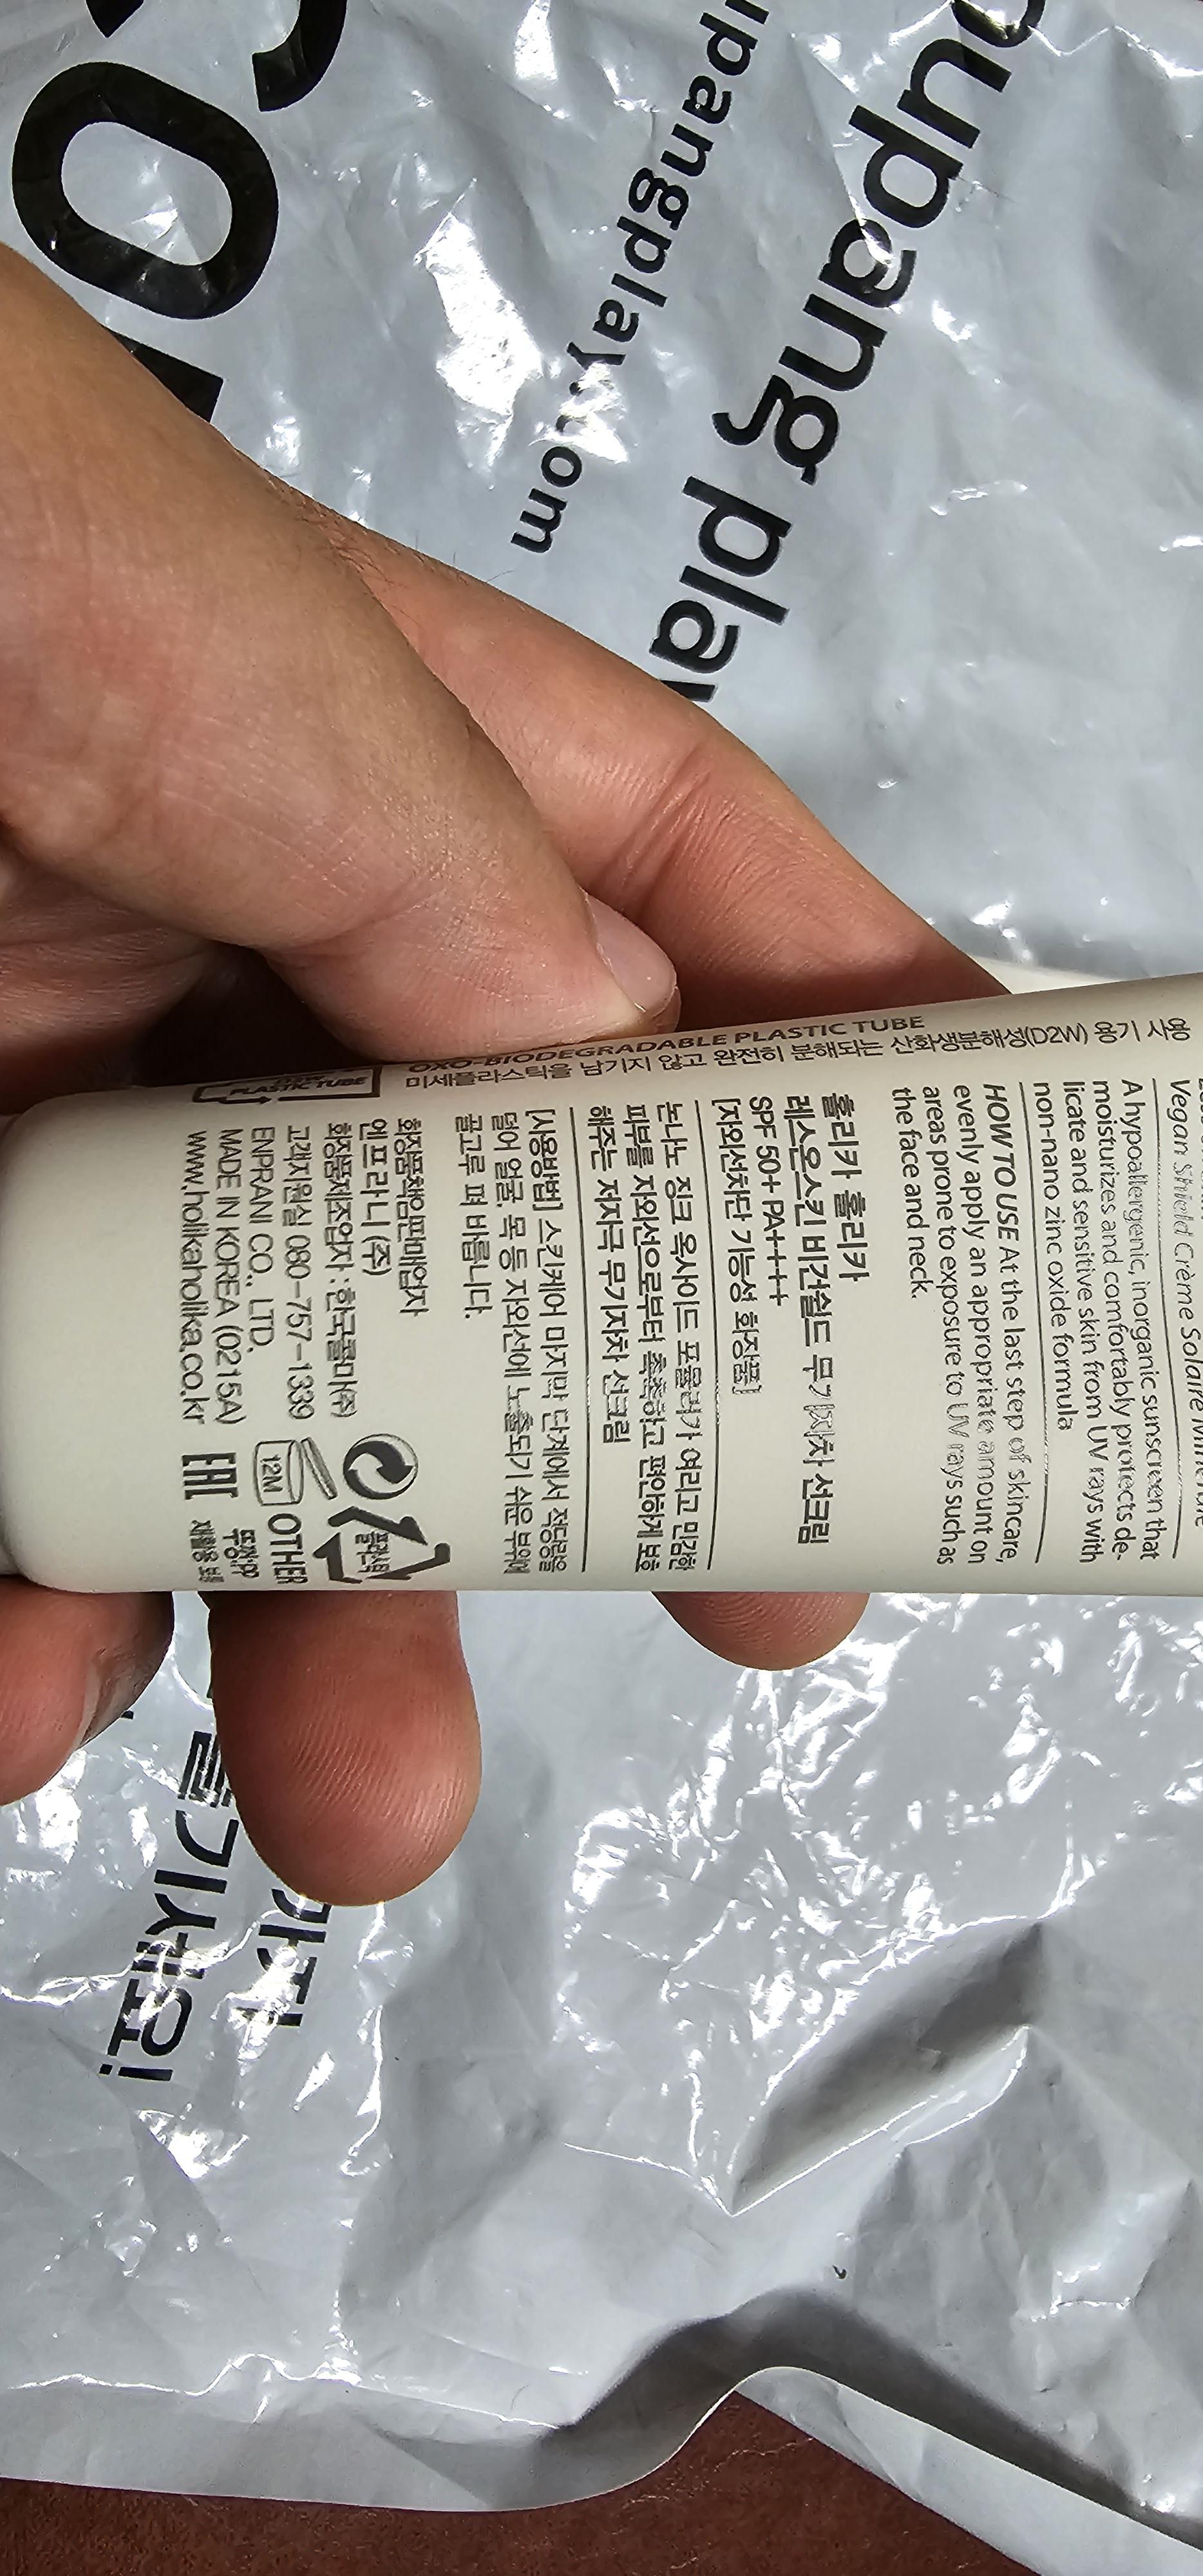 Vegan Shield Crème Solaire
A hypoallergenic, inorganic sunscreen that
moisturizes and comfortably protects de-
licate and sensitive skin from UV rays with
non-nano zinc oxide formula
HOW TO USE At the last step of skincare,
evenly apply an appropriate amount on
areas prone to exposure to UV rays such as
the face and neck.
홀리카 홀리카
레스온스킨 비건쉴드 무기자차 선크림
SPF 50+ PA++++
[자외선차단 기능성 화장품]
논나노 징크 옥사이드 포뮬러가 여리고 민감한
피부를 자외선으로부터 촉촉하고 편안하게 보호
해주는 저자극 무기자차 선크림
[사용방법] 스킨케어 마지막 단계에서 적당량을
덜어 얼굴, 목 등 자외선에 노출되기 쉬운 부위에
골고루 펴 바릅니다.
화장품책임판매업자
엔프라니 (주)
화장품제조업자 : 한국콜마(주)
고객지원실 080-757-1339
ENPRANI CO., LTD.
MADE IN KOREA (0215A)
www.holikaholika.co.kr
플라스틱
OTHER
12M
뚜껑:PP
EAC
OXO-BIODEGRADABLE PLASTIC TUBE
미세플라스틱을 남기지 않고 완전히 분해되는 산화생분해성(D2W) 용기 사용
PLASTIC TUBE
oupang play
upangplay.com
즐기세요!